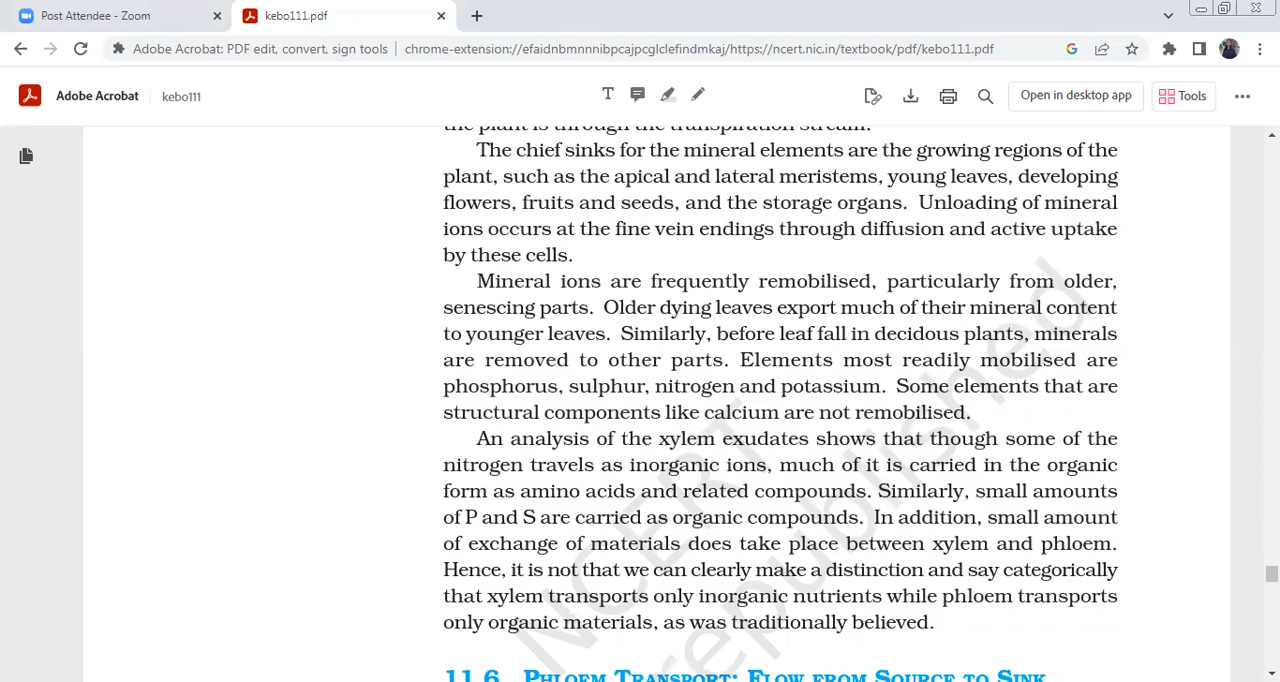 Post Attendee - Zoom
kebo111.pdf
Adobe Acrobat: PDF edit, convert, sign tools
chrome-extension://efaidnbmnnnibpcajpcglclefindmkaj/https://ncert.nic.in/textbook/pdf/kebo111.pdf
Adobe Acrobat
kebo111
Open in desktop app
Tools
the plant is through the transpiration stream.
The chief sinks for the mineral elements are the growing regions of the
plant, such as the apical and lateral meristems, young leaves, developing
flowers, fruits and seeds, and the storage organs. Unloading of mineral
ions occurs at the fine vein endings through diffusion and active uptake
by these cells.
Mineral ions are frequently remobilised, particularly from older,
senescing parts. Older dying leaves export much of their mineral content
to younger leaves. Similarly, before leaf fall in decidous plants, minerals
are removed to other parts. Elements most readily mobilised are
phosphorus, sulphur, nitrogen and potassium. Some elements that are
structural components like calcium are not remobilised.
An analysis of the xylem exudates shows that though some of the
nitrogen travels as inorganic ions, much of it is carried in the organic
form as amino acids and related compounds. Similarly, small amounts
of P and S are carried as organic compounds. In addition, small amount
of exchange of materials does take place between xylem and phloem.
Hence, it is not that we can clearly make a distinction and say categorically
that xylem transports only inorganic nutrients while phloem transports
only organic materials, as was traditionally believed.
11.6 Phloem Transport: Flow from Source to Sink
NCERT
republished